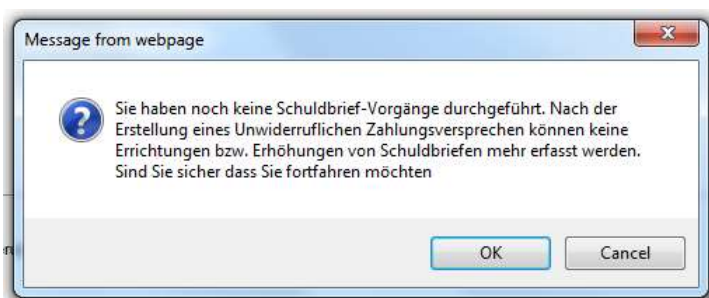 Message from webpage
Sie haben noch keine Schuldbrief-Vorgänge durchgeführt. Nach der
Erstellung eines Unwiderruflichen Zahlungsversprechen können keine
Errichtungen bzw. Erhöhungen von Schuldbriefen mehr erfasst werden.
Sind Sie sicher dass Sie fortfahren möchten
OK
Cancel